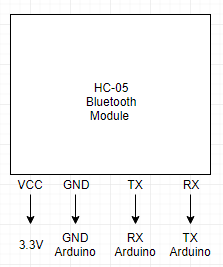 HC-05
Bluetooth
Module
VCC GND TX RX
3.3V GND Arduino RX Arduino TX Arduino